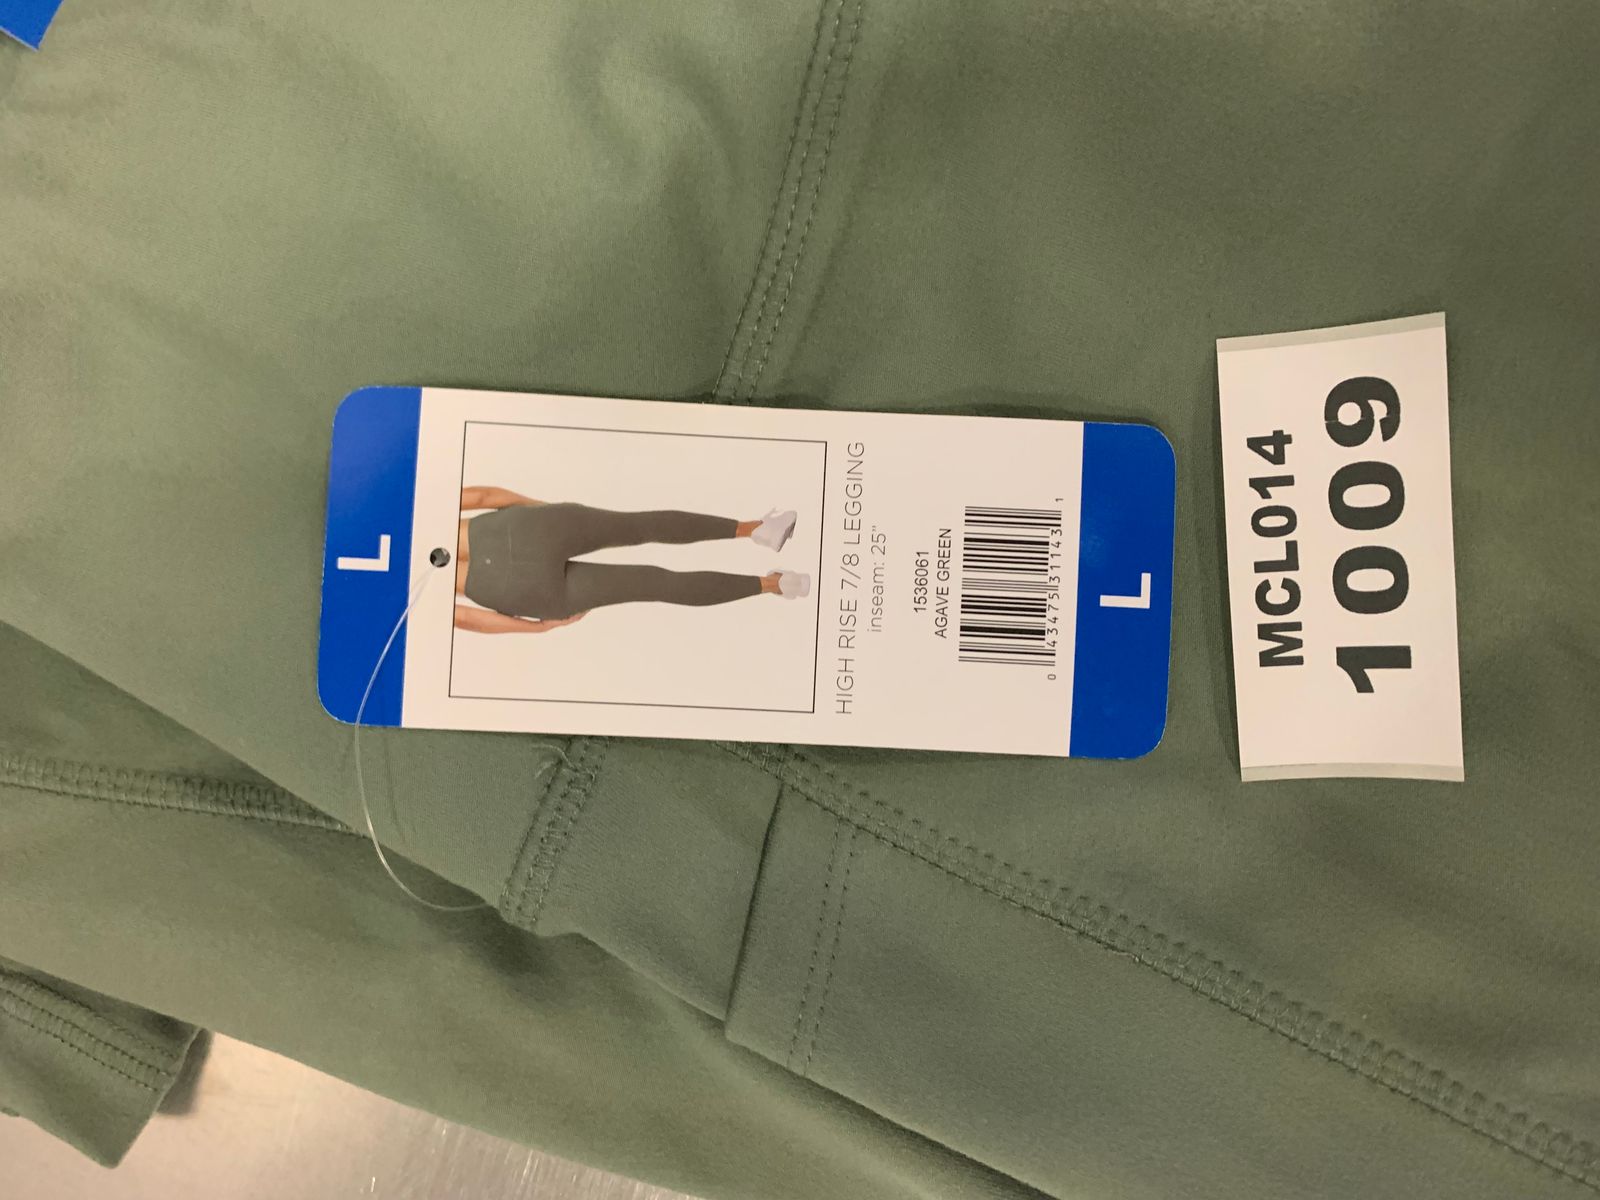 L
HIGH RISE 7/8 LEGGING
inseam: 25"
1536061
AGAVE GREEN
0 43475 31143 1
L
MCL014
1009